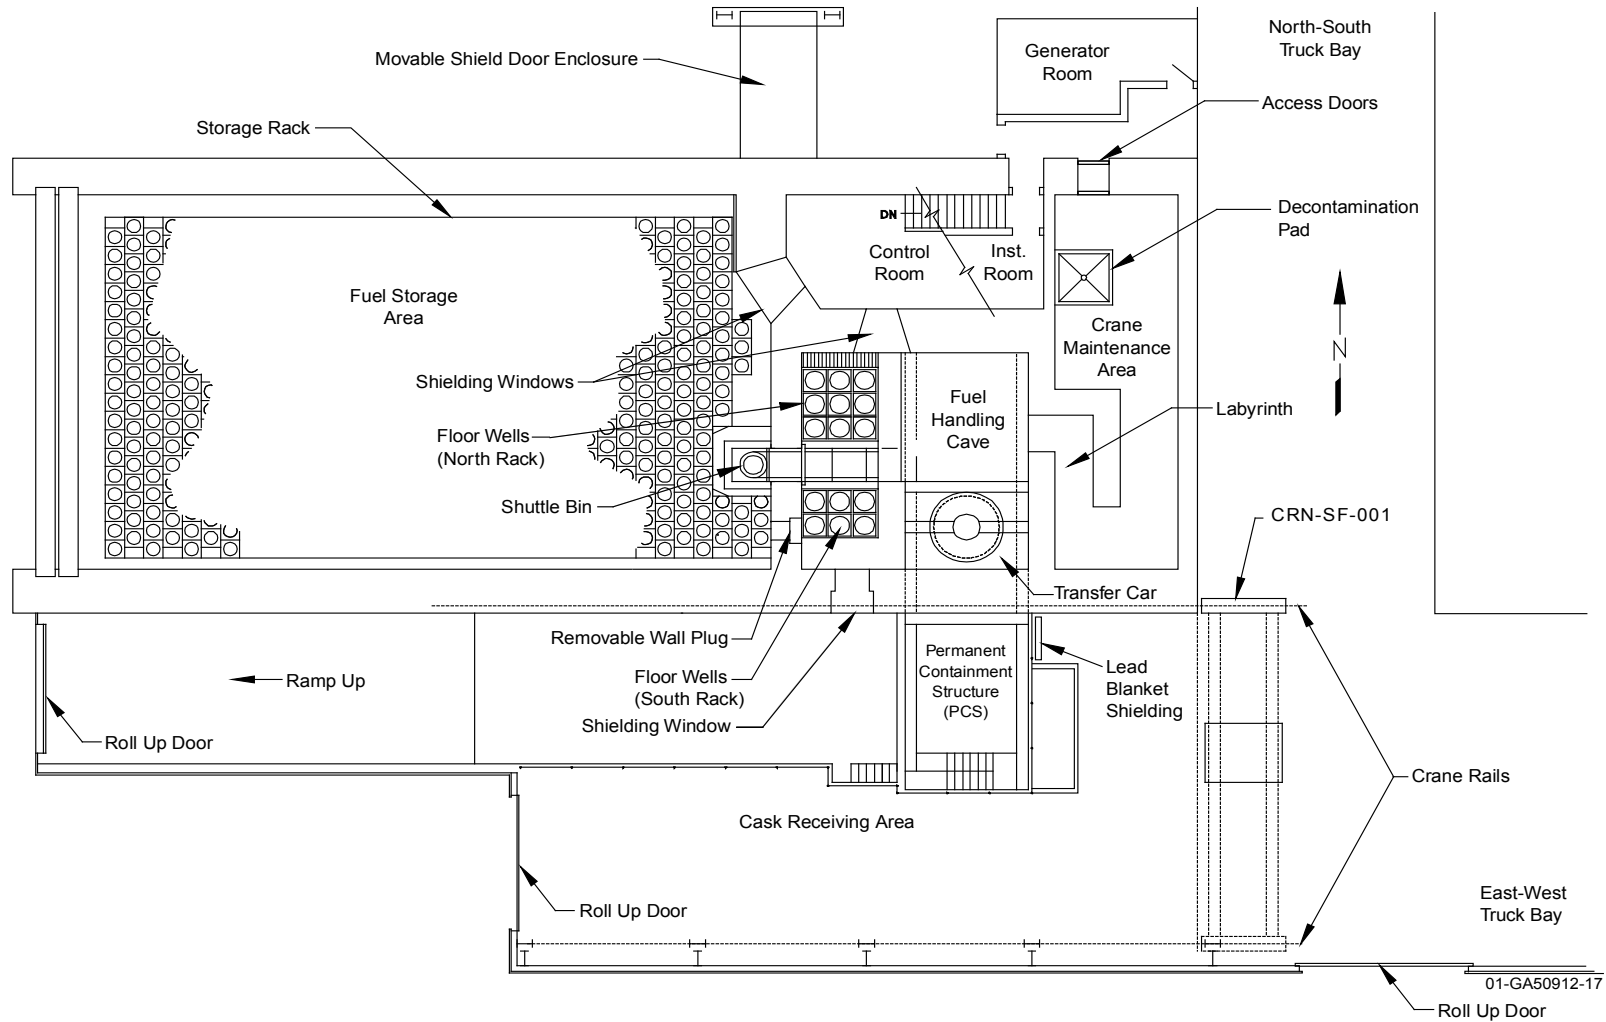 North-South
Truck Bay
Generator
Room
Movable Shield Door Enclosure
Access Doors
Storage Rack
Decontamination
Pad
DN
Control
Room
Inst.
Room
Fuel Storage
Area
Crane
Maintenance
Area
N
Shielding Windows
Fuel
Handling
Cave
Labyrinth
Floor Wells
(North Rack)
Shuttle Bin
CRN-SF-001
Transfer Car
Removable Wall Plug
Permanent
Containment
Structure
(PCS)
Lead
Blanket
Shielding
Floor Wells
(South Rack)
Ramp Up
Shielding Window
Roll Up Door
Crane Rails
Cask Receiving Area
East-West
Truck Bay
Roll Up Door
01-GA50912-17
Roll Up Door